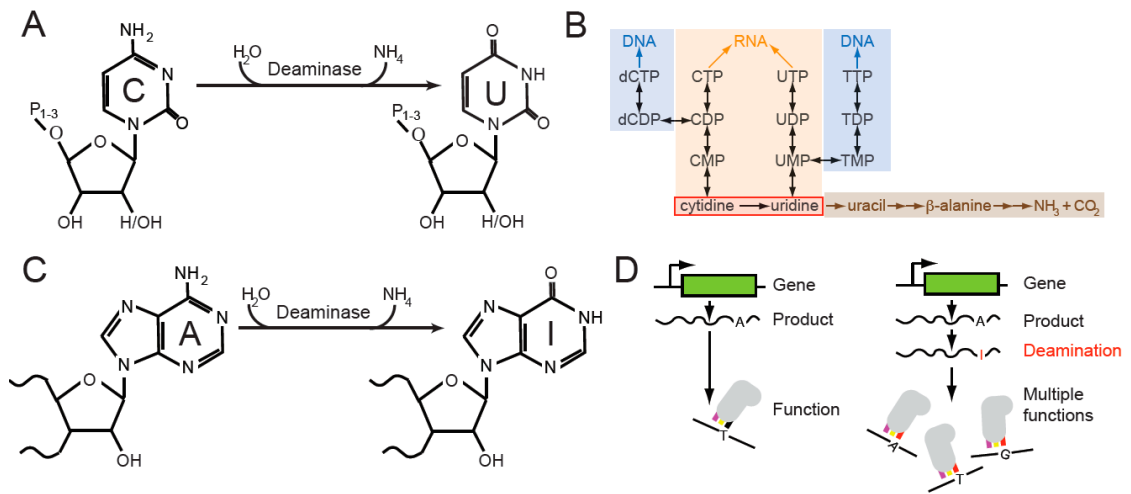 A
NH₂
N
C
N
O
P₁₋₃
O
O
OH
H/OH
H₂O
NH₄
Deaminase
O
NH
U
N
O
P₁₋₃
O
O
OH
H/OH
B
DNA
RNA
DNA
dCTP
CTP
UTP
TTP
dCDP
CDP
UDP
TDP
CMP
UMP
TMP
cytidine
uridine
uracil
β-alanine
NH₃ + CO₂
C
NH₂
N
N
A
N
N
O
OH
H₂O
NH₄
Deaminase
O
N
NH
I
N
N
O
OH
D
Gene
A
Product
T
Function
Gene
A
Product
I
Deamination
Multiple
functions
A
T
G